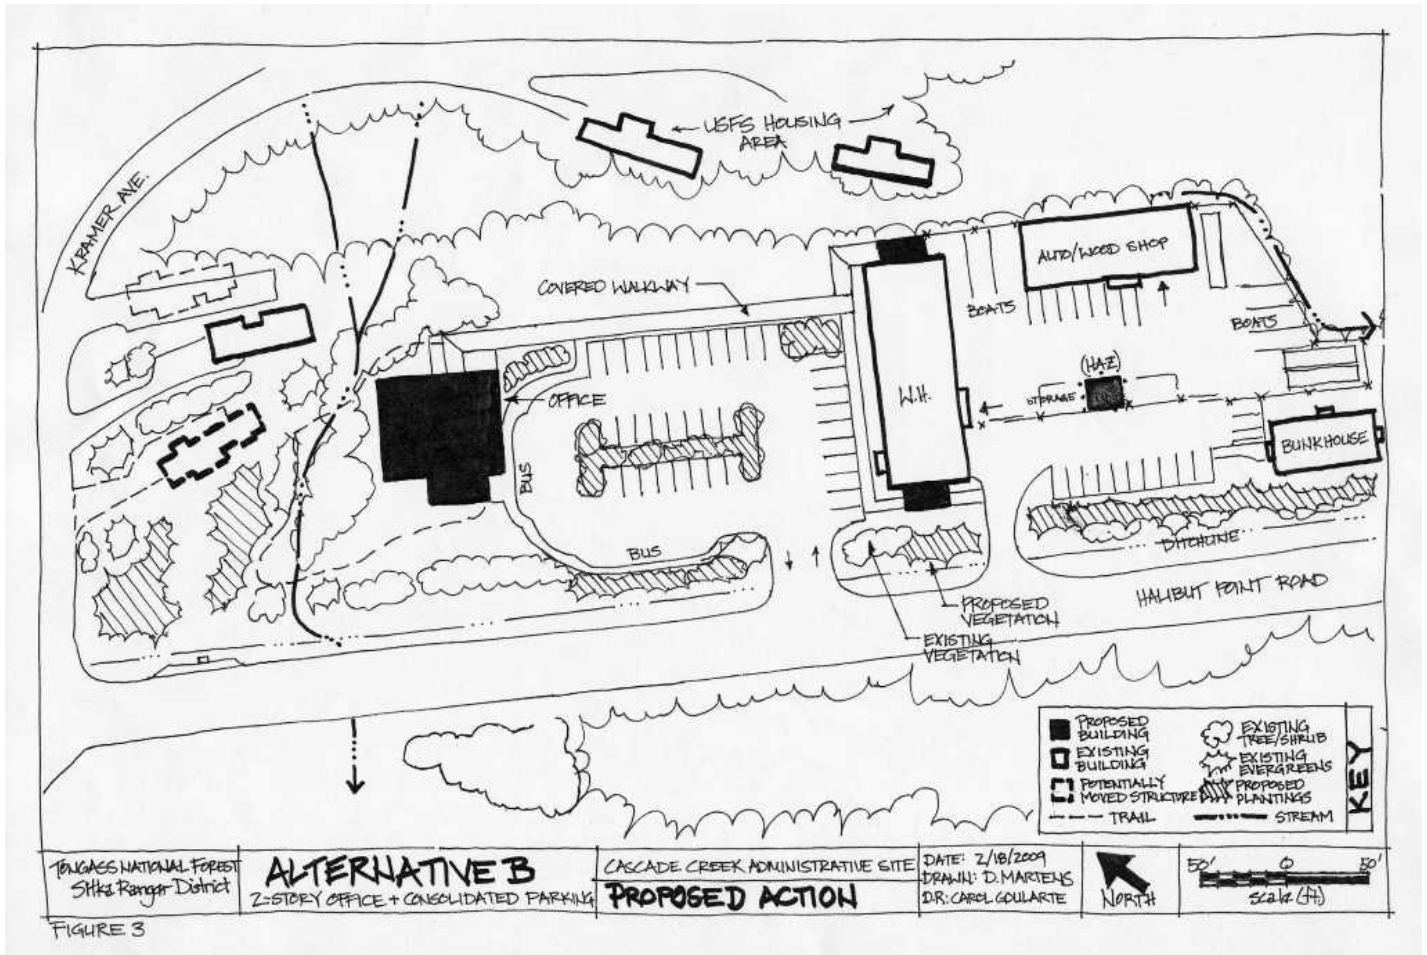 USFS HOUSING
AREA
KRAMER AVE.
AUTO/WOOD SHOP
COVERED WALKWAY
BOATS
BOATS
(HAZ)
STORAGE
OFFICE
W.H.
BUNKHOUSE
BUS
BUS
DITCHLINE
HALIBUT POINT ROAD
PROPOSED
VEGETATION
EXISTING
VEGETATION
PROPOSED
BUILDING
EXISTING
BUILDING
POTENTIALLY
MOVED STRUCTURE
TRAIL
EXISTING
TREE/SHRUB
EXISTING
EVERGREENS
PROPOSED
PLANTINGS
STREAM
KEY
TONGASS NATIONAL FOREST
Sitka Ranger District
ALTERNATIVE B
2-STORY OFFICE + CONSOLIDATED PARKING
CASCADE CREEK ADMINISTRATIVE SITE
PROPOSED ACTION
DATE: 2/18/2009
DRAWN: D. MARTENS
D.R: CAROL GOULARTE
NORTH
50' 0 50'
Scale (ft.)
FIGURE 3